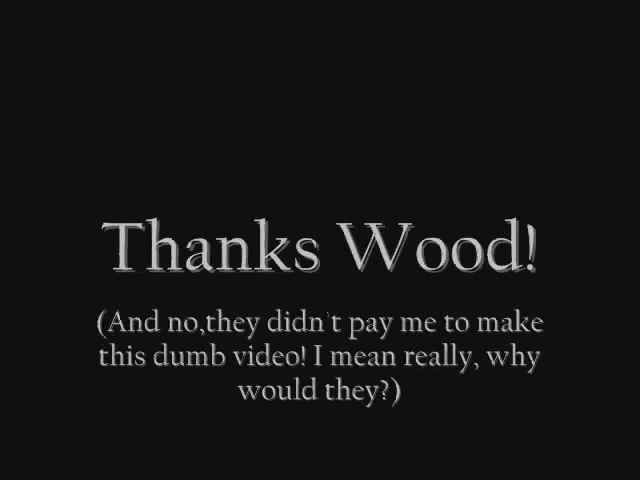 Thanks Wood!
(And no,they didn't pay me to make
this dumb video! I mean really, why
would they?)